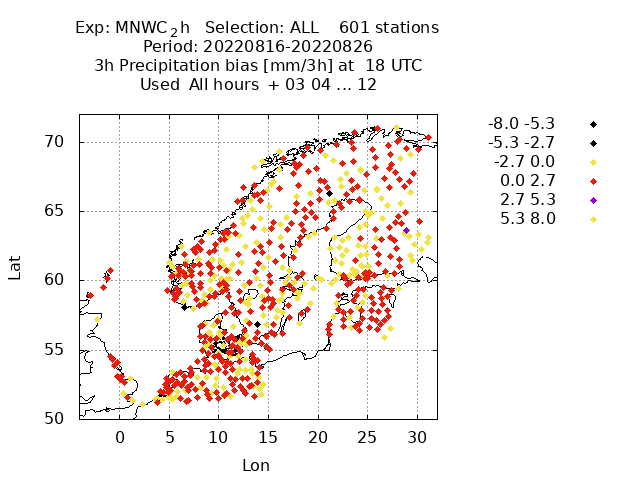 Exp: MNWC_2h   Selection: ALL    601 stations
Period: 20220816-20220826
3h Precipitation bias [mm/3h] at  18 UTC
Used  All hours  + 03 04 ... 12
-8.0 -5.3
-5.3 -2.7
-2.7 0.0
0.0 2.7
2.7 5.3
5.3 8.0
70
65
60
55
50
Lat
0 5 10 15 20 25 30
Lon